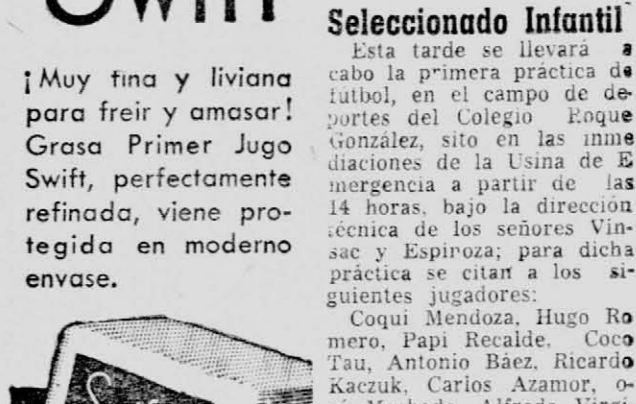 Swift
¡Muy fina y liviana
para freir y amasar!
Grasa Primer Jugo
Swift, perfectamente
refinada, viene pro-
tegida en moderno
envase.
Seleccionado Infantil
Esta tarde se llevará a
cabo la primera práctica de
fútbol, en el campo de de-
portes del Colegio Roque
González, sito en las inme
diaciones de la Usina de E
mergencia a partir de las
14 horas, bajo la dirección
técnica de los señores Vin-
sac y Espiroza; para dicha
práctica se citan a los si-
guientes jugadores:
Coqui Mendoza, Hugo Ro
mero, Papi Recalde, Coco
Tau, Antonio Báez, Ricardo
Kaczuk, Carlos Azamor, o-
Machado, Alfredo Virgi-